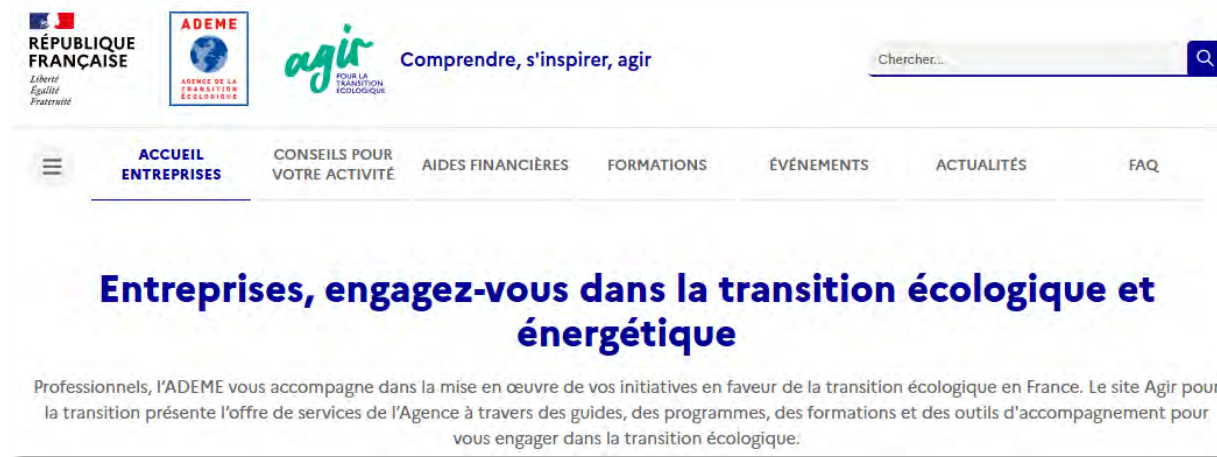 RÉPUBLIQUE
FRANÇAISE
Liberté
Égalité
Fraternité
ADEME
AGENCE DE LA
TRANSITION
ÉCOLOGIQUE
agir
POUR LA
TRANSITION
ÉCOLOGIQUE
Comprendre, s'inspirer, agir
Chercher...
ACCUEIL
ENTREPRISES
CONSEILS POUR
VOTRE ACTIVITÉ
AIDES FINANCIÈRES
FORMATIONS
ÉVÉNEMENTS
ACTUALITÉS
FAQ
Entreprises, engagez-vous dans la transition écologique et
énergétique
Professionnels, l'ADEME vous accompagne dans la mise en œuvre de vos initiatives en faveur de la transition écologique en France. Le site Agir pour
la transition présente l'offre de services de l'Agence à travers des guides, des programmes, des formations et des outils d'accompagnement pour
vous engager dans la transition écologique.